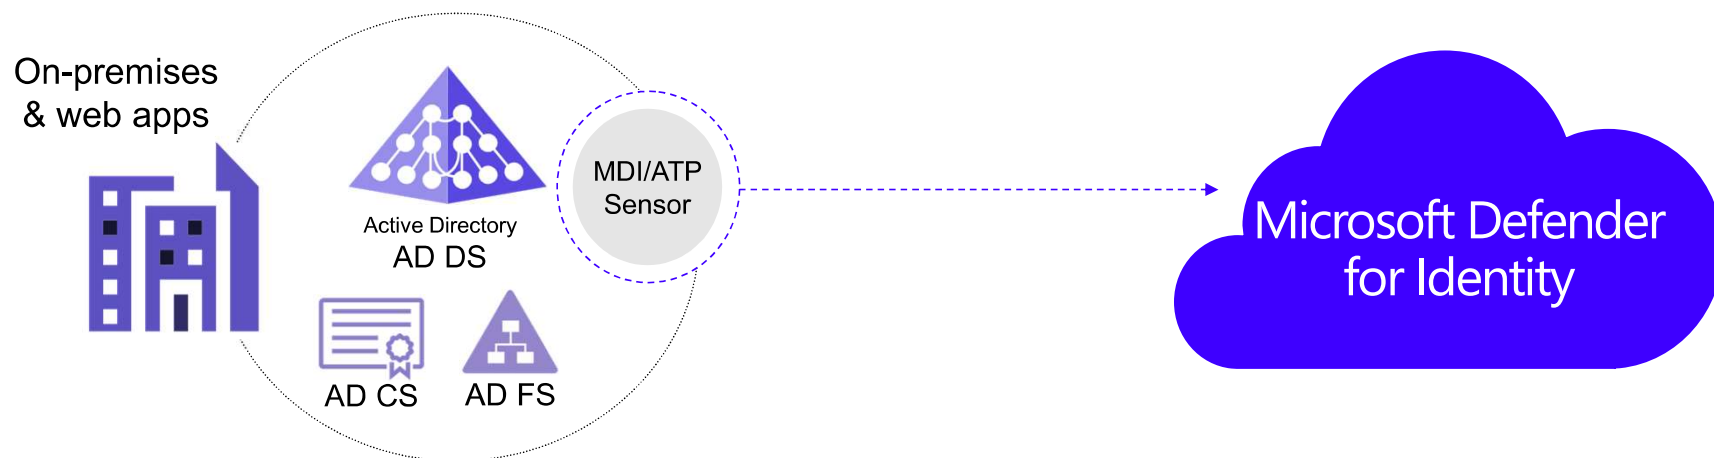 On-premises
& web apps
Active Directory
AD DS
AD CS
AD FS
MDI/ATP
Sensor
Microsoft Defender
for Identity